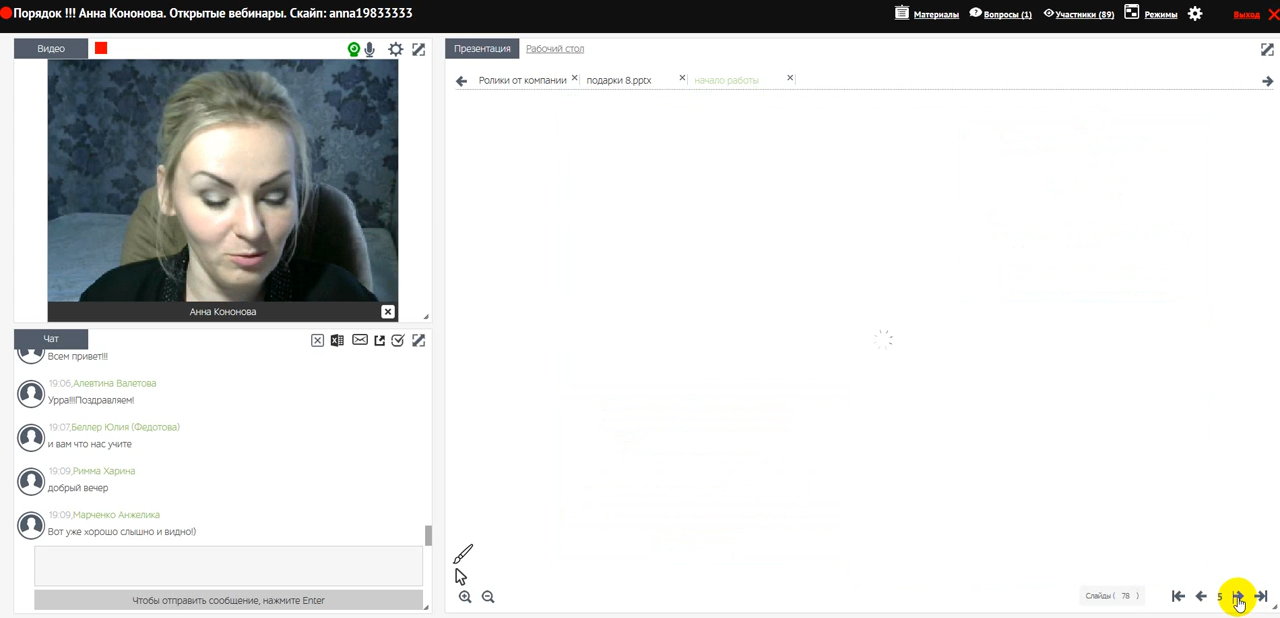 Порядок !!! Анна Кононова. Открытые вебинары. Скайп: anna19833333
Материалы
Вопросы (1)
Участники (89)
Режимы
Выход
Видео
Анна Кононова
Чат
Всем привет!!!
19:06,Алевтина Валетова
Урра!!!Поздравляем!
19:07,Беллер Юлия (Федотова)
и вам что нас учите
19:09,Римма Харина
добрый вечер
19:09,Марченко Анжелика
Вот уже хорошо слышно и видно!)
Чтобы отправить сообщение, нажмите Enter
Презентация
Рабочий стол
Ролики от компании
подарки 8.pptx
начало работы
Слайды ( 78 )
5